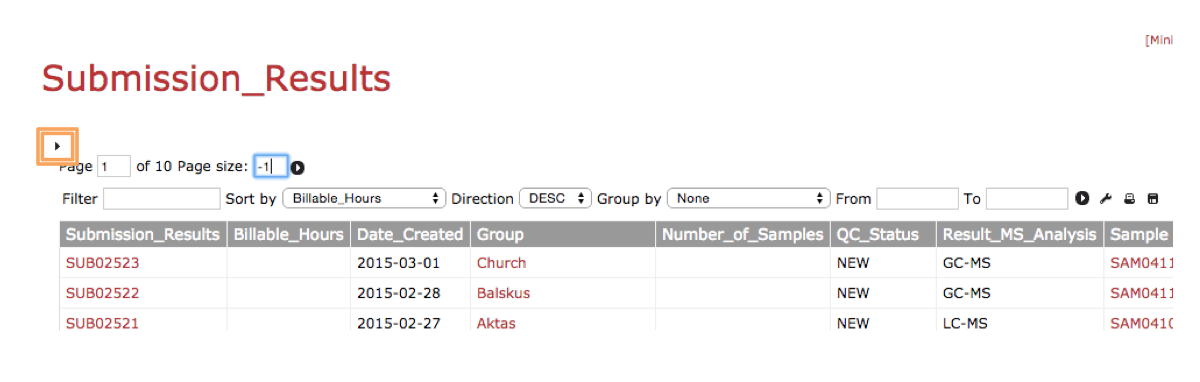 [Mini
Submission_Results
Page 1 of 10 Page size: -1
Filter Sort by Billable_Hours Direction DESC Group by None From To
Submission_Results Billable_Hours Date_Created Group Number_of_Samples QC_Status Result_MS_Analysis Sample
SUB02523 2015-03-01 Church NEW GC-MS SAM0411
SUB02522 2015-02-28 Balskus NEW GC-MS SAM0411
SUB02521 2015-02-27 Aktas NEW LC-MS SAM0410